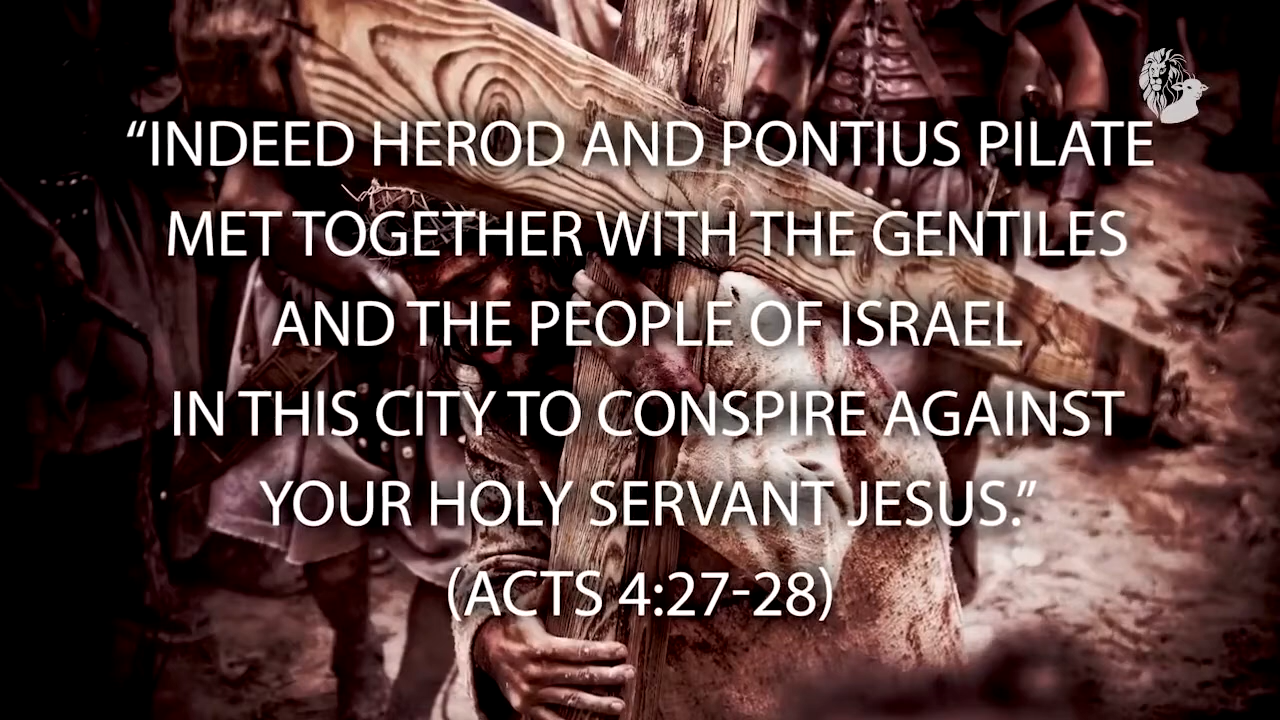 “INDEED HEROD AND PONTIUS PILATE
MET TOGETHER WITH THE GENTILES
AND THE PEOPLE OF ISRAEL
IN THIS CITY TO CONSPIRE AGAINST
YOUR HOLY SERVANT JESUS.”
(ACTS 4:27-28)